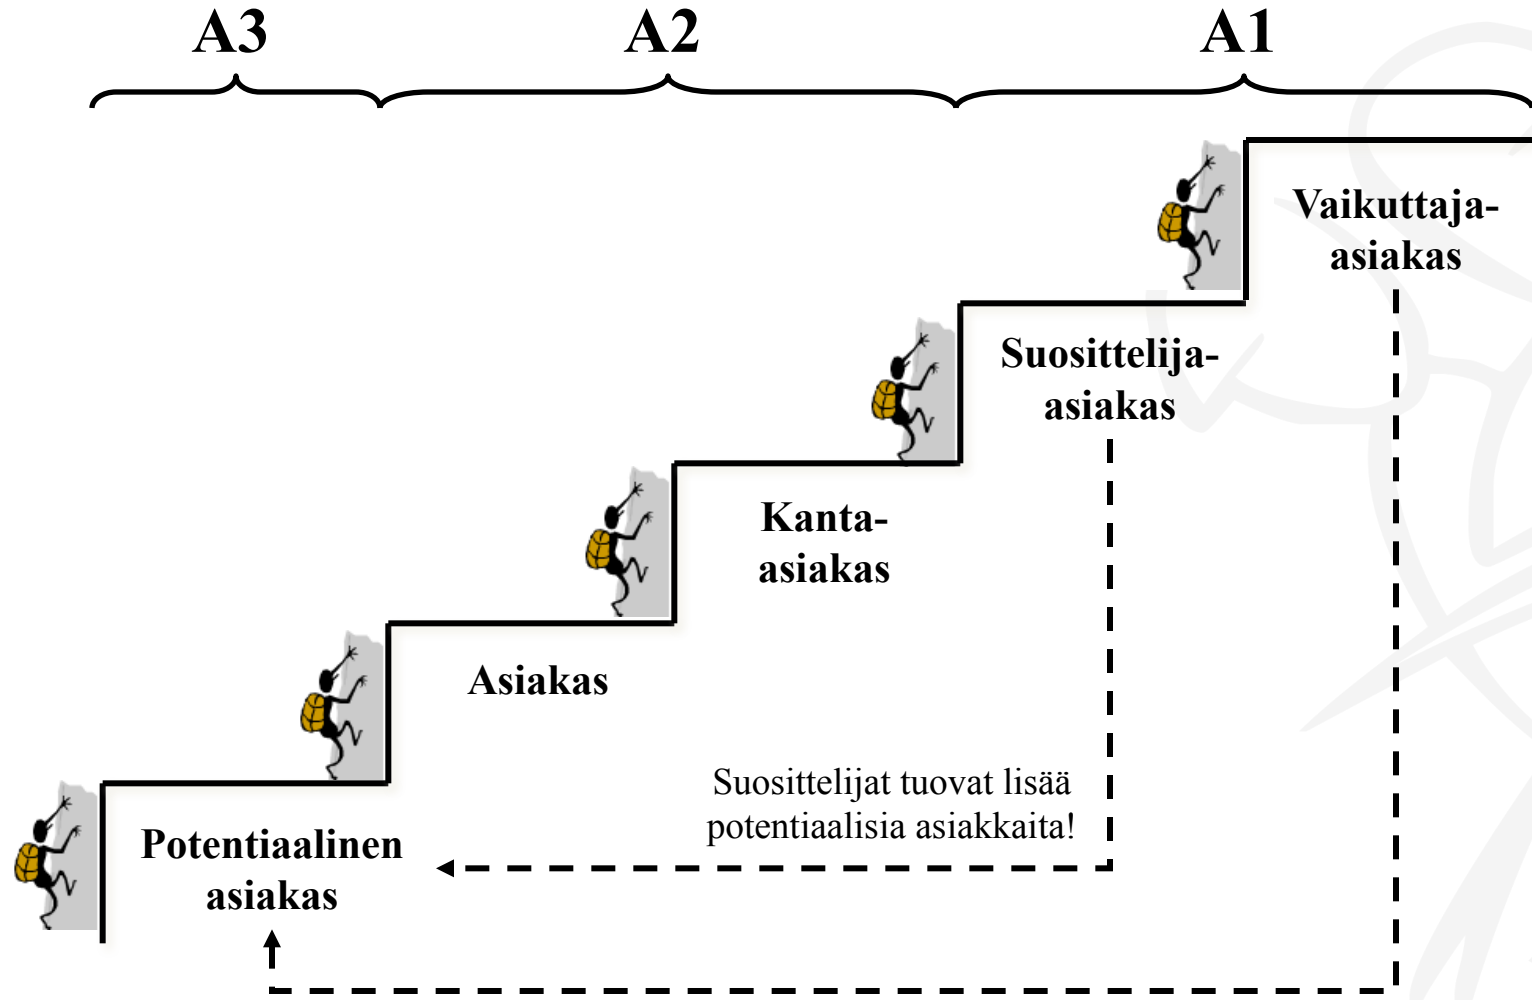 A3
A2
A1
Vaikuttaja-
asiakas
Suosittelija-
asiakas
Kanta-
asiakas
Asiakas
Suosittelijat tuovat lisää
potentiaalisia asiakkaita!
Potentiaalinen
asiakas